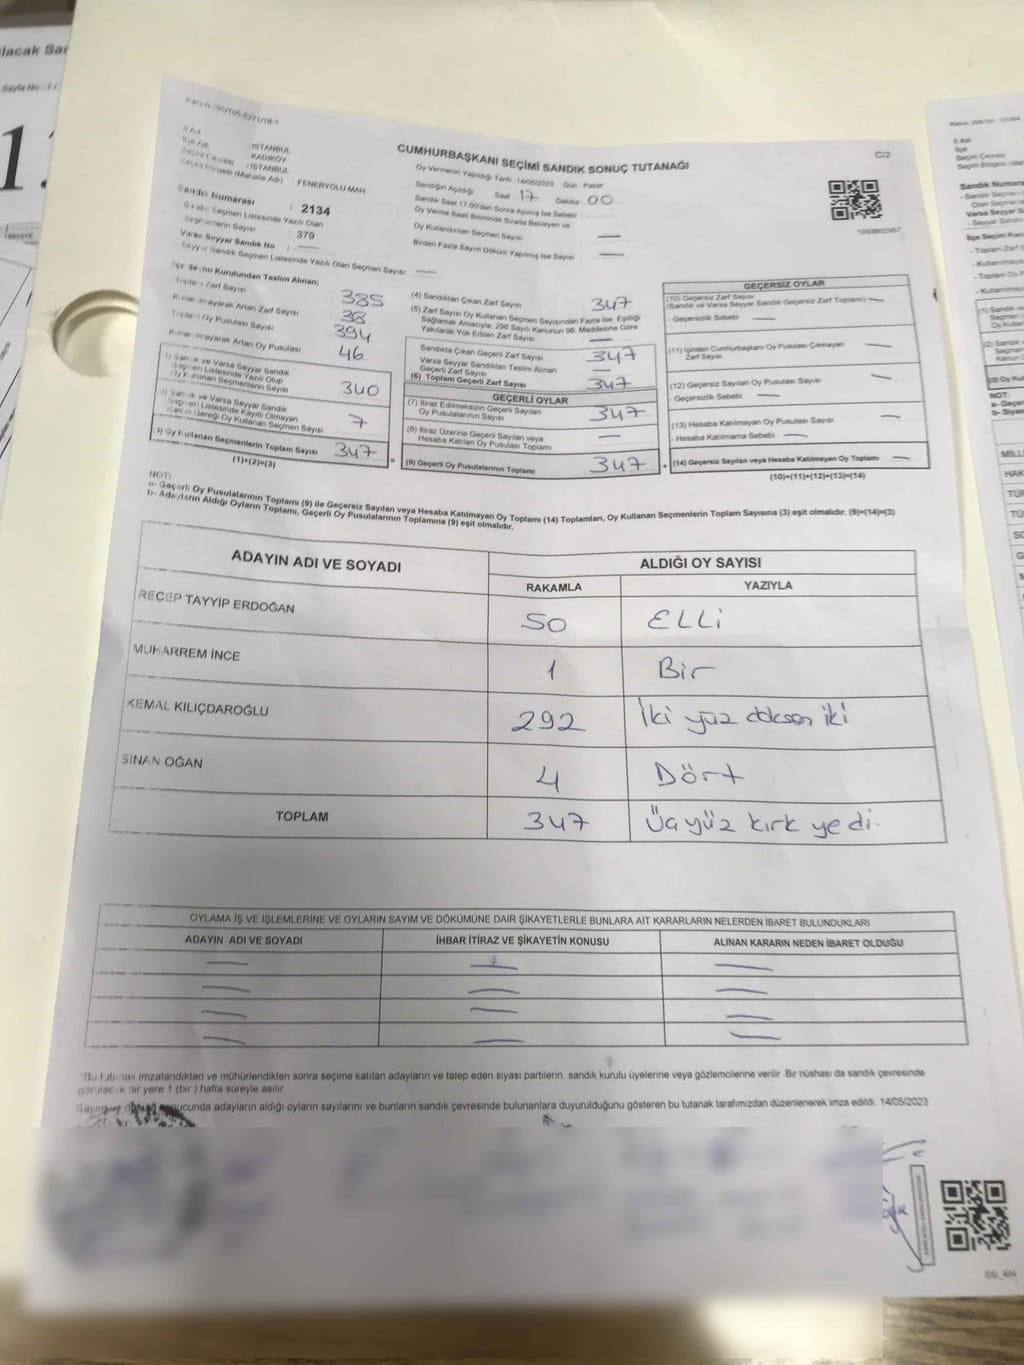 lacak
Sayfa No : 1 /
CUMHURBAŞKANI SEÇİMİ SANDIK SONUÇ TUTANAĞI
C/2
İl Adı : İSTANBUL
İlçe Adı : KADIKÖY
Seçim Çevresi : İSTANBUL
Seçim Bölgesi (Mahalle Adı) FENERYOLU MAH.
Sandık Numarası : 2134
Seçmen Listesinde Yazılı Olan
Seçmenlerin Sayısı : 379
Varsa Seyyar Sandık No : —
Seyyar Sandık Seçmen Listesinde Yazılı Olan Seçmen Sayısı: —
Oy Vermenin Yapıldığı Tarih : 14/05/2023 Gün : Pazar
Sandığın Açıldığı Saat 17 Dakika 00
Sandık Saat 17.00'den Sonra Açılmış İse Sebebi
Oy Verme Saati Bitiminde Sırada Bekleyen ve
Oy Kullandırılan Seçmen Sayısı —
Birden Fazla Sayım Döküm Yapılmış İse Sayısı —
İlçe Seçim Kurulundan Teslim Alınan;
Toplam Zarf Sayısı 385
Kullanılmayarak Artan Zarf Sayısı 38
Toplam Oy Pusulası Sayısı 394
Kullanılmayarak Artan Oy Pusulası 46
1) Sandık ve Varsa Seyyar Sandık
Seçmen Listesinde Yazılı Olup
Oy Kullanan Seçmenlerin Sayısı 340
Sandık ve Varsa Seyyar Sandık
Seçmen Listesinde Kayıtlı Olmayan
Kanun Gereği Oy Kullanan Seçmen Sayısı 7
3) Oy Kullanan Seçmenlerin Toplam Sayısı 347
(1)+(2)=(3)
(4) Sandıktan Çıkan Zarf Sayısı 347
(5) Zarf Sayısı Oy Kullanan Seçmen Sayısından Fazla İse, Eşitliği
Sağlamak Amacıyla; 298 Sayılı Kanunun 98. Maddesine Göre
Yakılarak Yok Edilen Zarf Sayısı —
Sandıkta Çıkan Geçerli Zarf Sayısı 347
Varsa Seyyar Sandıktan Teslim Alınan
Geçerli Zarf Sayısı —
(6) Toplam Geçerli Zarf Sayısı 347
GEÇERLİ OYLAR
(7) İtiraz Edilmeksizin Geçerli Sayılan
Oy Pusulalarının Sayısı 347
(8) İtiraz Üzerine Geçerli Sayılan veya
Hesaba Katılan Oy Pusulası Toplamı —
(9) Geçerli Oy Pusulalarının Toplamı 347
GEÇERSİZ OYLAR
(10) Geçersiz Zarf Sayısı
(Sandık ve Varsa Seyyar Sandık Geçersiz Zarf Toplamı) —
- Geçersizlik Sebebi —
(11) İçinden Cumhurbaşkanı Oy Pusulası Çıkmayan
Zarf Sayısı —
(12) Geçersiz Sayılan Oy Pusulası Sayısı —
- Geçersizlik Sebebi —
(13) Hesaba Katılmayan Oy Pusulası Sayısı —
- Hesaba Katılmama Sebebi —
(14) Geçersiz Sayılan veya Hesaba Katılmayan Oy Toplamı —
(10)+(11)+(12)+(13)=(14)
NOT:
a- Geçerli Oy Pusulalarının Toplamı (9) ile Geçersiz Sayılan veya Hesaba Katılmayan Oy Toplamı (14) Toplamları, Oy Kullanan Seçmenlerin Toplam Sayısına (3) eşit olmalıdır. (9)+(14)=(3)
b- Adayların Aldığı Oyların Toplamı, Geçerli Oy Pusulalarının Toplamına (9) eşit olmalıdır.
ADAYIN ADI VE SOYADI ALDIĞI OY SAYISI
RAKAMLA YAZIYLA
RECEP TAYYİP ERDOĞAN 50 ELLİ
MUHARREM İNCE 1 Bir
KEMAL KILIÇDAROĞLU 292 İki yüz doksan iki
SİNAN OĞAN 4 Dört
TOPLAM 347 Üçyüz kırk yedi.
OYLAMA İŞ VE İŞLEMLERİNE VE OYLARIN SAYIM VE DÖKÜMÜNE DAİR ŞİKAYETLERLE BUNLARA AİT KARARLARIN NELERDEN İBARET BULUNDUKLARI
ADAYIN ADI VE SOYADI İHBAR İTİRAZ VE ŞİKAYETİN KONUSU ALINAN KARARIN NEDEN İBARET OLDUĞU
— — —
— — —
— — —
— — —
*Bu tutanak imzalandıktan ve mühürlendikten sonra seçime katılan adayların ve talep eden siyasi partilerin sandık kurulu üyelerine veya gözlemcilerine verilir. Bir nüshası da sandık çevresinde
görülecek bir yere 1 (bir) hafta süreyle asılır.
sonucunda adayların aldığı oyların sayılarını ve bunların sandık çevresinde bulunanlara duyurulduğunu gösteren bu tutanak tarafımızdan düzenlenerek imza edildi. 14/05/2023